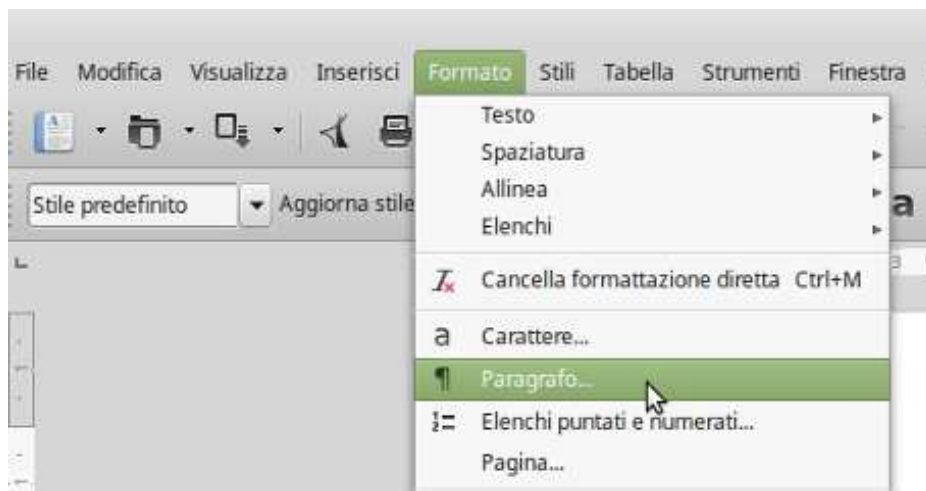 File Modifica Visualizza Inserisci Formato Stili Tabella Strumenti Finestra
Testo
Spaziatura
Stile predefinito Aggiorna stile
Allinea
a
Elenchi
Cancella formattazione diretta Ctrl+M
a Carattere...
¶ Paragrafo...
Elenchi puntati e numerati...
Pagina...